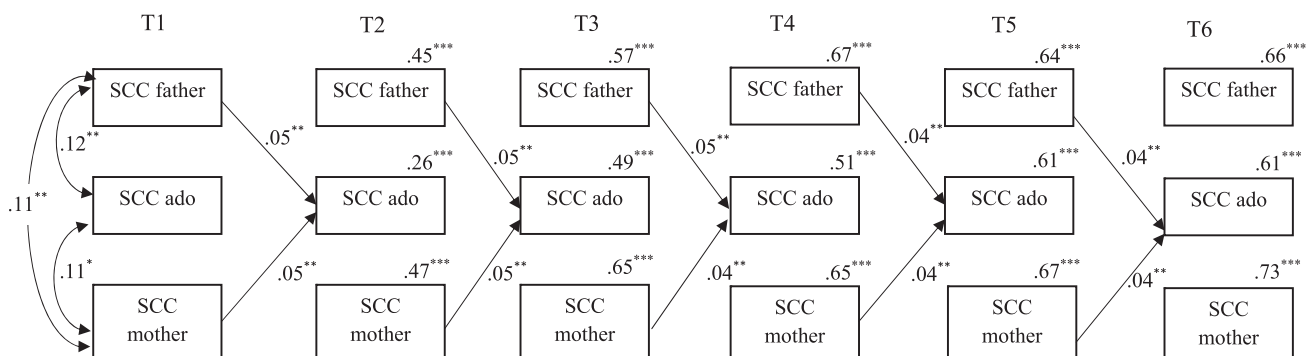 T1 T2 T3 T4 T5 T6
.45*** .57*** .67*** .64*** .66***
SCC father SCC father SCC father SCC father SCC father SCC father
.12** .05** .05** .05** .04** .04**
.26*** .49*** .51*** .61*** .61***
SCC ado SCC ado SCC ado SCC ado SCC ado SCC ado
.11**
.11* .05** .47*** .05** .65*** .04** .65*** .04** .67*** .04** .73***
SCC SCC SCC SCC SCC SCC
mother mother mother mother mother mother